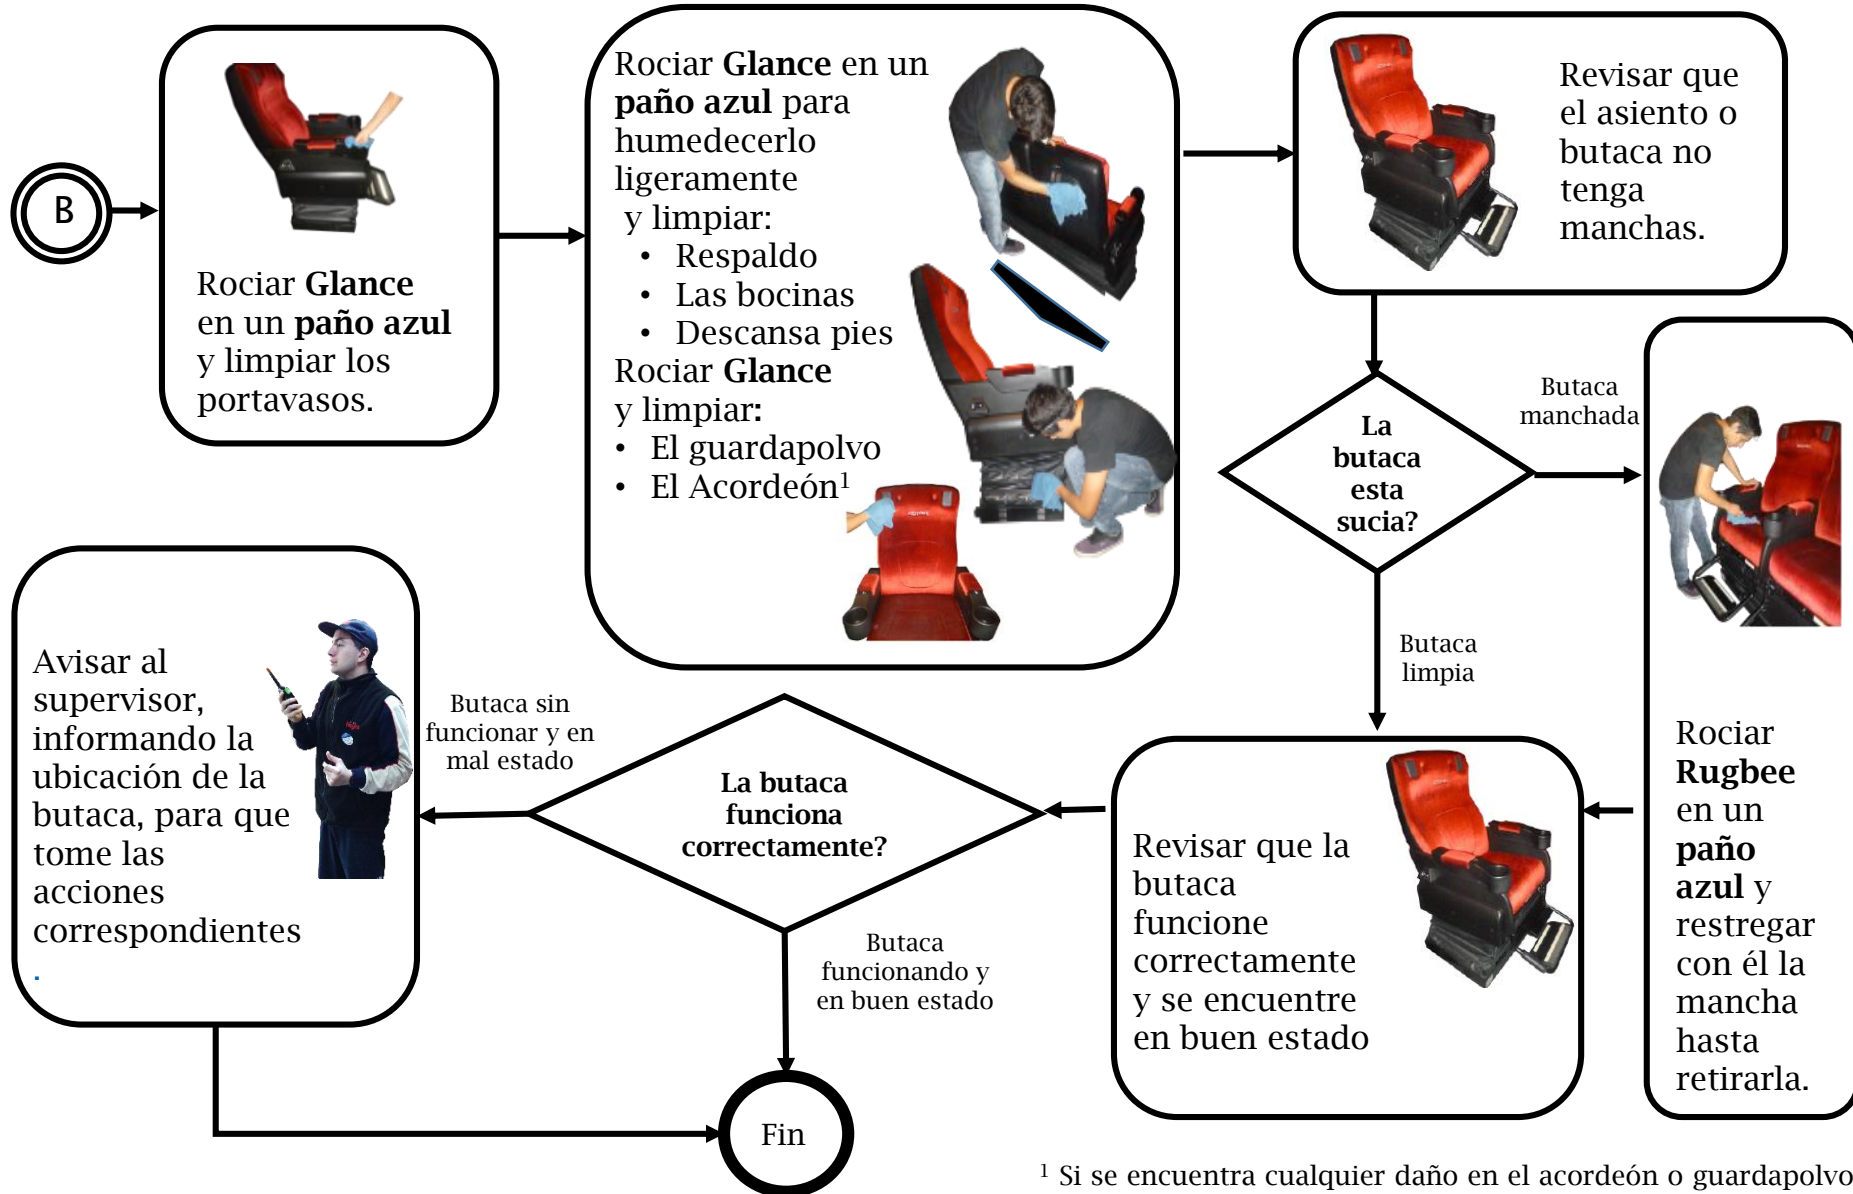 B
Rociar Glance
en un paño azul
y limpiar los
portavasos.
Rociar Glance en un
paño azul para
humedecerlo
ligeramente
y limpiar:
• Respaldo
• Las bocinas
• Descansa pies
Rociar Glance
y limpiar:
• El guardapolvo
• El Acordeón¹
Revisar que
el asiento o
butaca no
tenga
manchas.
La
butaca
esta
sucia?
Butaca
manchada
Rociar
Rugbee
en un
paño
azul y
restregar
con él la
mancha
hasta
retirarla.
Butaca
limpia
Revisar que la
butaca
funcione
correctamente
y se encuentre
en buen estado
La butaca
funciona
correctamente?
Butaca sin
funcionar y en
mal estado
Avisar al
supervisor,
informando la
ubicación de la
butaca, para que
tome las
acciones
correspondientes
.
Butaca
funcionando y
en buen estado
Fin
¹ Si se encuentra cualquier daño en el acordeón o guardapolvo